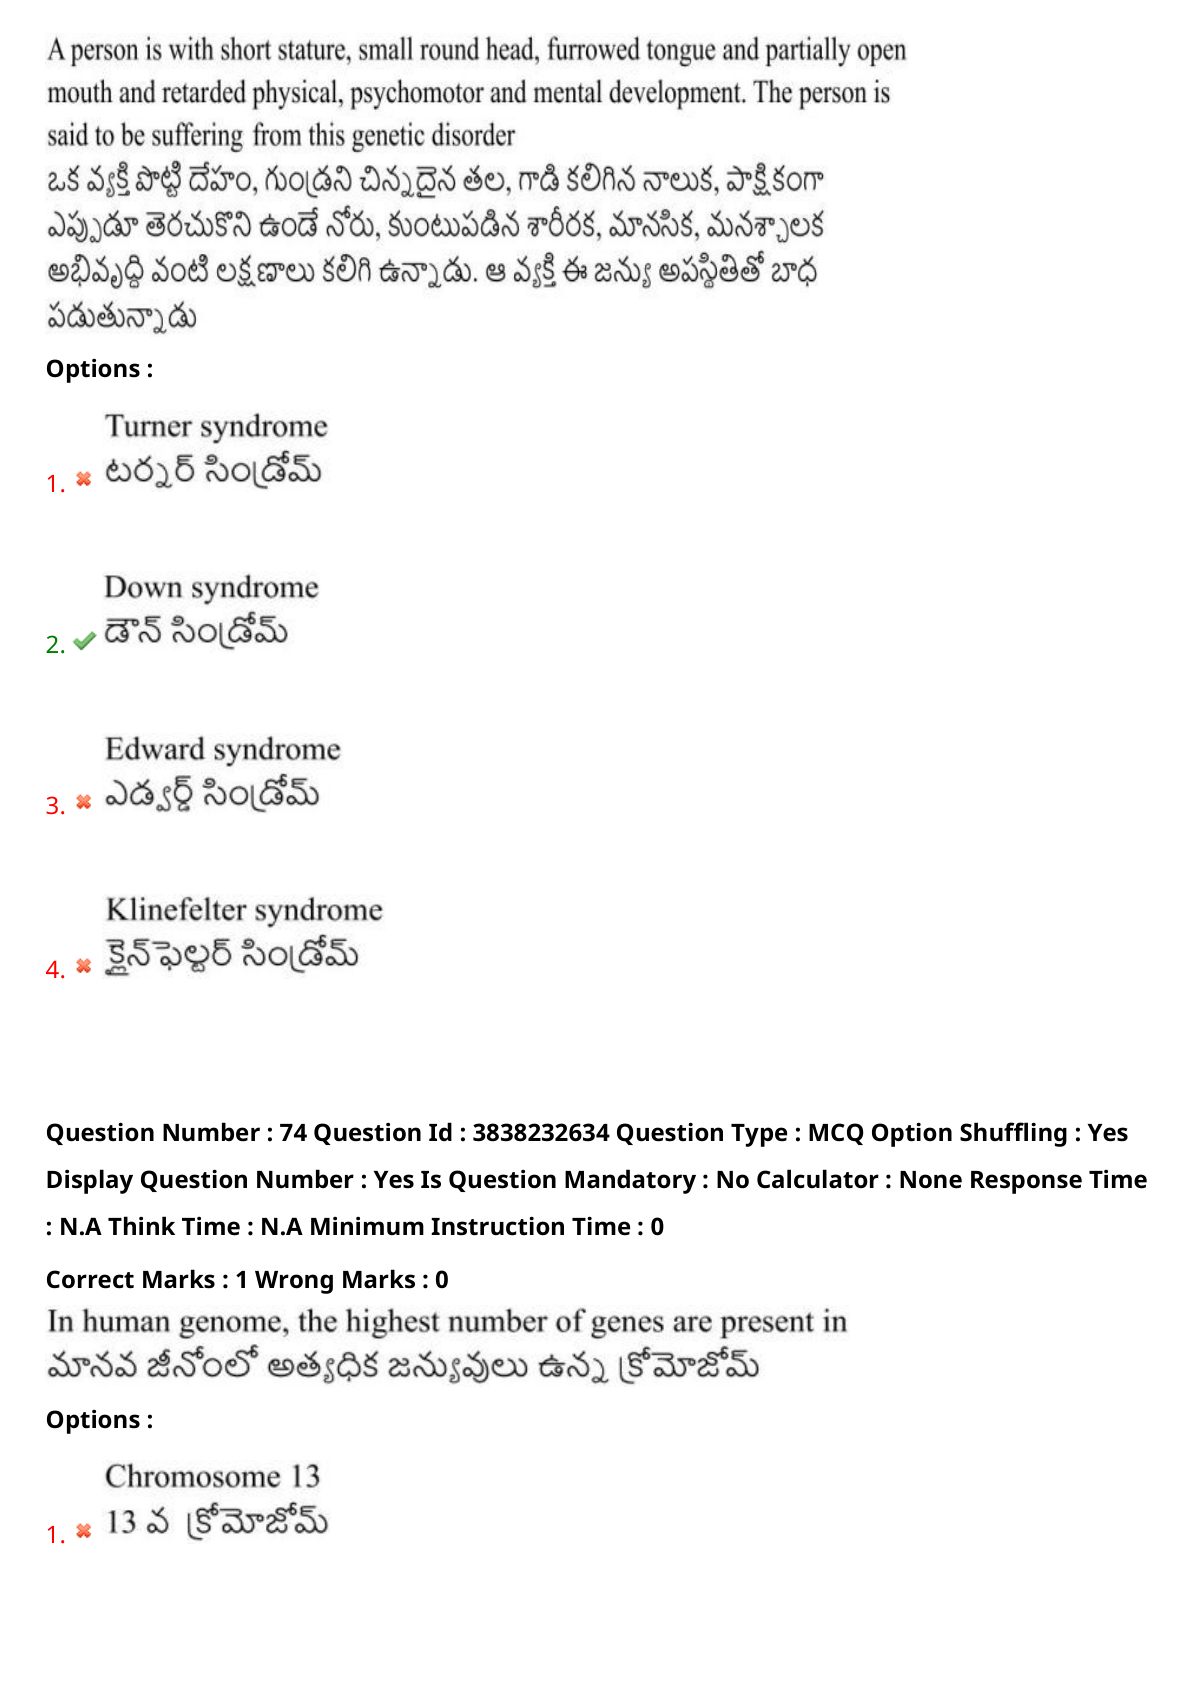 A person is with short stature, small round head, furrowed tongue and partially open
mouth and retarded physical, psychomotor and mental development. The person is
said to be suffering from this genetic disorder
ఒక వ్యక్తి పొట్టి దేహం, గుండ్రని చిన్నదైన తల, గాడి కలిగిన నాలుక, పాక్షికంగా
ఎప్పుడూ తెరచుకొని ఉండే నోరు, కుంటుపడిన శారీరక, మానసిక, మనశ్చాలక
అభివృద్ధి వంటి లక్షణాలు కలిగి ఉన్నాడు. ఆ వ్యక్తి ఈ జన్యు అపస్థితితో బాధ
పడుతున్నాడు
Options :
Turner syndrome
1. టర్నర్ సిండ్రోమ్
Down syndrome
2. డౌన్ సిండ్రోమ్
Edward syndrome
3. ఎడ్వర్డ్ సిండ్రోమ్
Klinefelter syndrome
4. క్లైన్‌ఫెల్టర్ సిండ్రోమ్
Question Number : 74 Question Id : 3838232634 Question Type : MCQ Option Shuffling : Yes
Display Question Number : Yes Is Question Mandatory : No Calculator : None Response Time
: N.A Think Time : N.A Minimum Instruction Time : 0
Correct Marks : 1 Wrong Marks : 0
In human genome, the highest number of genes are present in
మానవ జీనోంలో అత్యధిక జన్యువులు ఉన్న క్రోమోజోమ్
Options :
Chromosome 13
1. 13 వ క్రోమోజోమ్